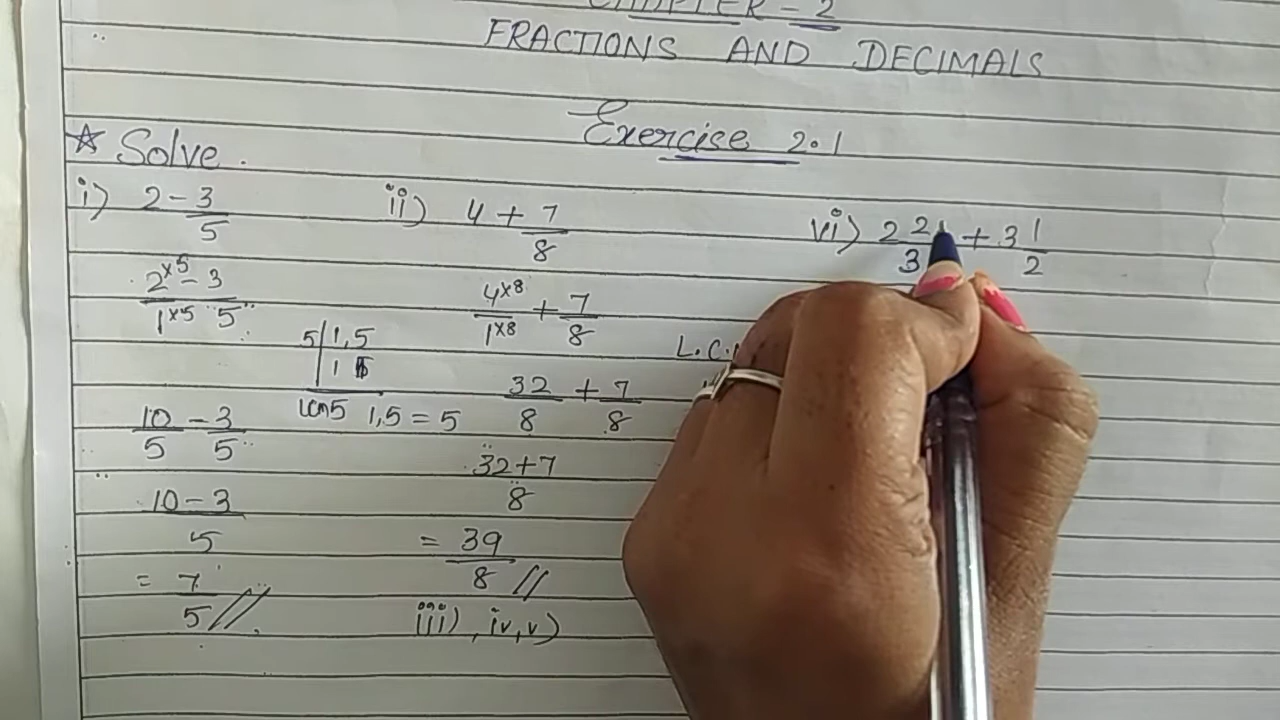 CHAPTER - 2
FRACTIONS AND DECIMALS
Exercise 2.1
☆ Solve.
i) 2 - 3/5
2×5/1×5 - 3/5
5 | 1, 5
1
LCM 1,5 = 5
10/5 - 3/5
10 - 3/5
= 7/5 //
ii) 4 + 7/8
4×8/1×8 + 7/8
32/8 + 7/8
32+7/8
= 39/8 //
iii), iv, v)
vi) 2 2/3 + 3 1/2
L.C.